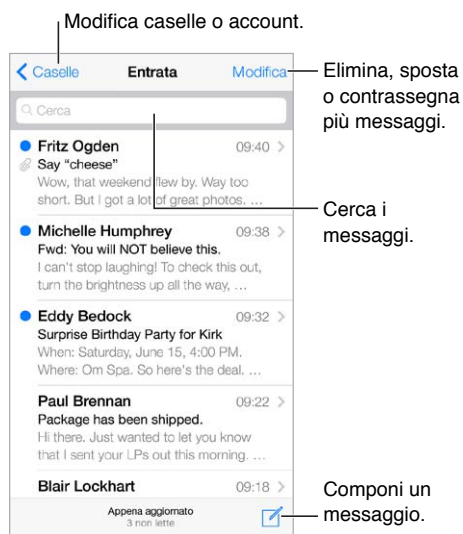 Modifica caselle o account.
Caselle
Entrata
Modifica
Elimina, sposta
o contrassegna
più messaggi.
Cerca
Fritz Ogden 09:40
Say “cheese”
Wow, that weekend flew by. Way too
short. But I got a lot of great photos. …
Cerca i
messaggi.
Michelle Humphrey 09:38
Fwd: You will NOT believe this.
I can't stop laughing! To check this out,
turn the brightness up all the way, …
Eddy Bedock 09:32
Surprise Birthday Party for Kirk
When: Saturday, June 15, 4:00 PM.
Where: Om Spa. So here's the deal. …
Paul Brennan 09:22
Package has been shipped.
Hi there. Just wanted to let you know
that I sent your LPs out this morning. …
Blair Lockhart 09:18
Appena aggiornato
3 non lette
Componi un
messaggio.